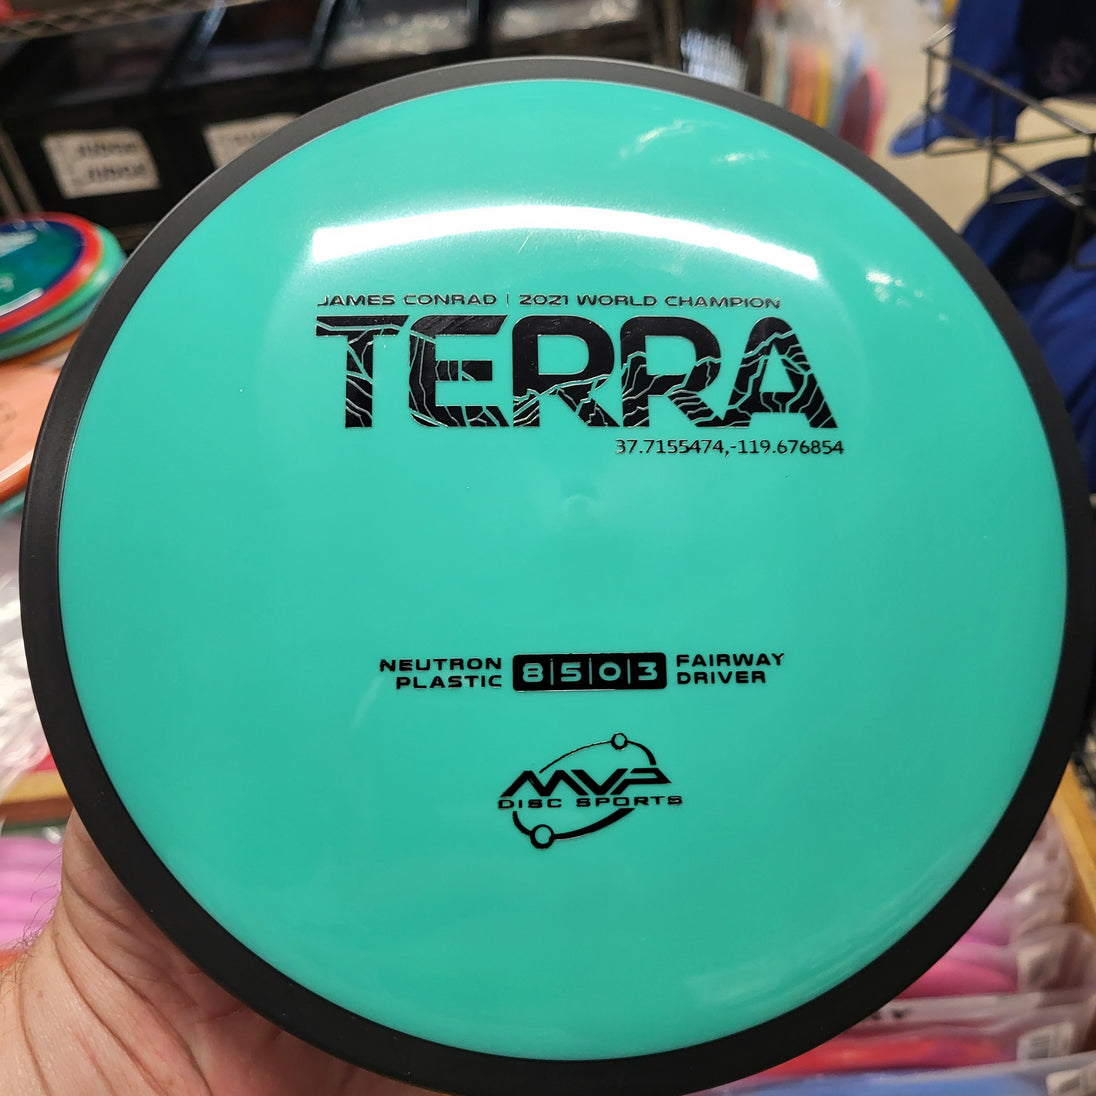 JAMES CONRAD | 2021 WORLD CHAMPION
TERRA
37.7155474,-119.676854
NEUTRON PLASTIC
8|5|0|3
FAIRWAY DRIVER
MVP
DISC SPORTS